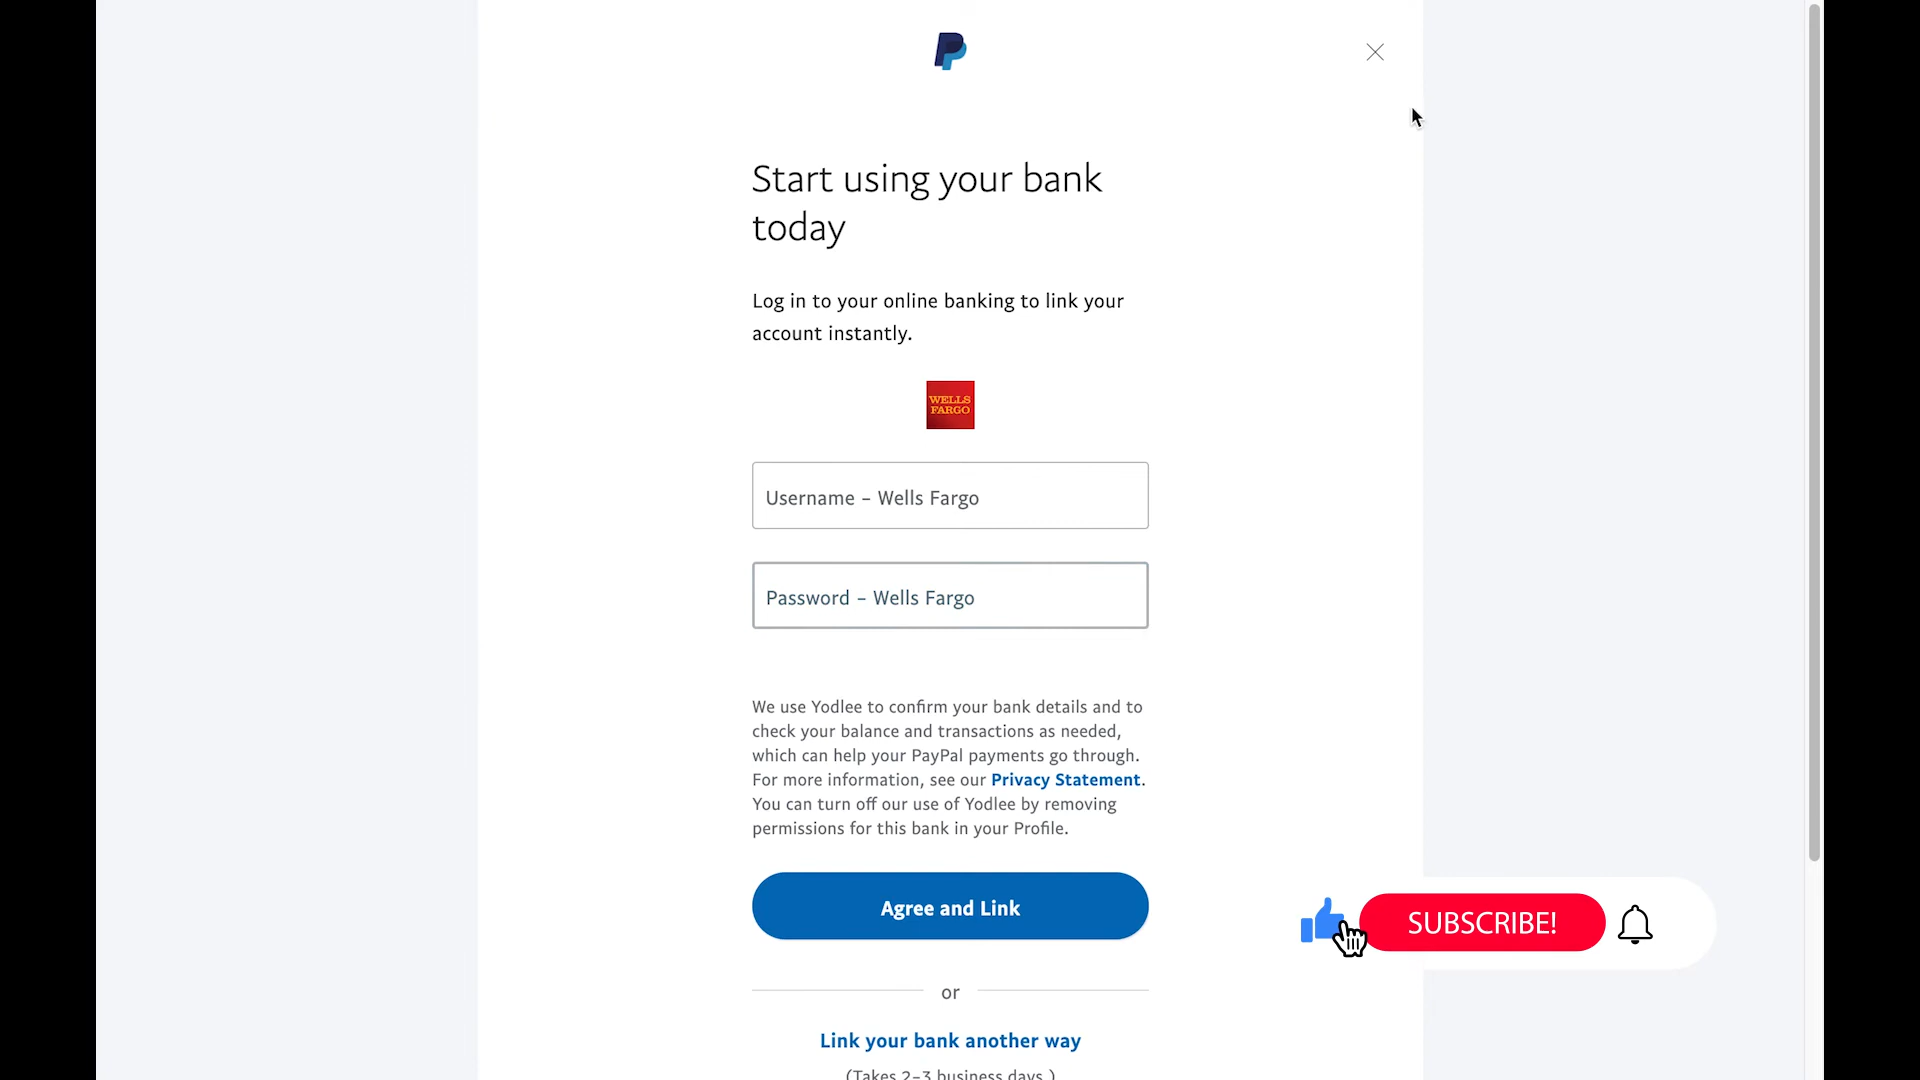 Start using your bank
today
Log in to your online banking to link your
account instantly.
WELLS
FARGO
Username – Wells Fargo
Password – Wells Fargo
We use Yodlee to confirm your bank details and to
check your balance and transactions as needed,
which can help your PayPal payments go through.
For more information, see our Privacy Statement.
You can turn off our use of Yodlee by removing
permissions for this bank in your Profile.
Agree and Link
SUBSCRIBE!
or
Link your bank another way
(Takes 2–3 business days.)